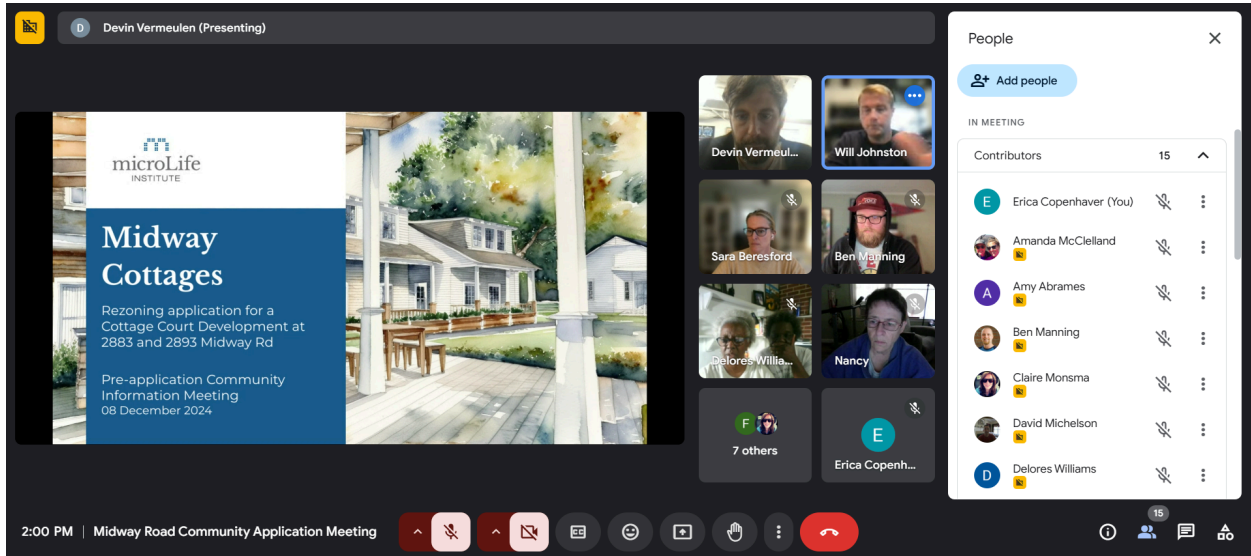 D Devin Vermeulen (Presenting)
microLife
INSTITUTE
Midway
Cottages
Rezoning application for a
Cottage Court Development at
2883 and 2893 Midway Rd
Pre-application Community
Information Meeting
08 December 2024
Devin Vermeul...
Will Johnston
Sara Beresford
Ben Manning
Delores Willia...
Nancy
F
7 others
E
Erica Copenh...
People
Add people
IN MEETING
Contributors 15
E Erica Copenhaver (You)
Amanda McClelland
A Amy Abrames
Ben Manning
Claire Monsma
David Michelson
D Delores Williams
2:00 PM | Midway Road Community Application Meeting
CC
15